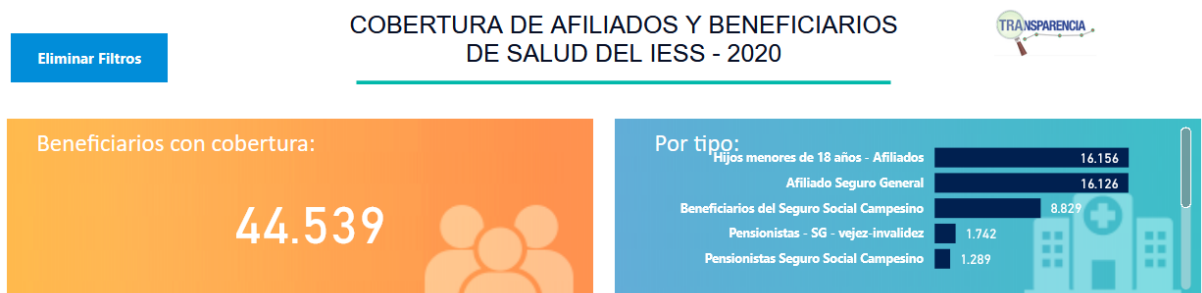 Eliminar Filtros
COBERTURA DE AFILIADOS Y BENEFICIARIOS
DE SALUD DEL IESS - 2020
TRANSPARENCIA
Beneficiarios con cobertura:
44.539
Por tipo:
Hijos menores de 18 años - Afiliados 16.156
Afiliado Seguro General 16.126
Beneficiarios del Seguro Social Campesino 8.829
Pensionistas - SG - vejez-invalidez 1.742
Pensionistas Seguro Social Campesino 1.289